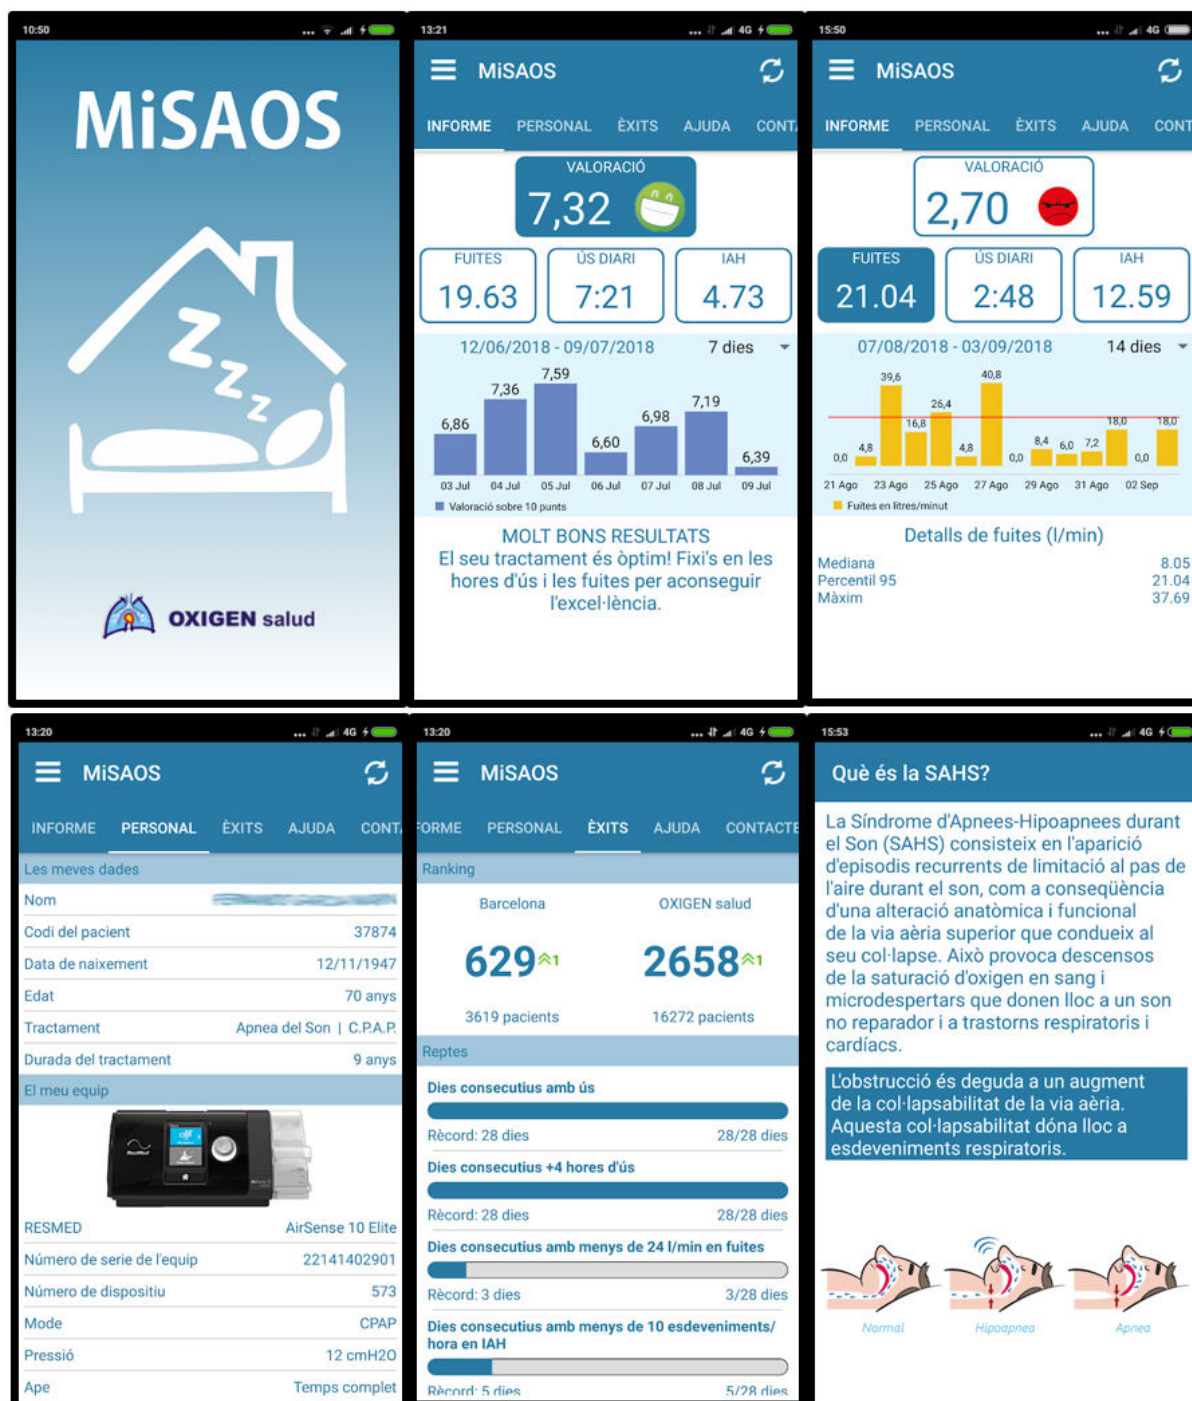 10:50
MiSAOS
OXIGEN salud
13:21
4G
MiSAOS
INFORME PERSONAL ÈXITS AJUDA CONTA
VALORACIÓ
7,32
FUITES ÚS DIARI IAH
19.63 7:21 4.73
12/06/2018 - 09/07/2018 7 dies
6,86 7,36 7,59 6,60 6,98 7,19 6,39
03 Jul 04 Jul 05 Jul 06 Jul 07 Jul 08 Jul 09 Jul
Valoració sobre 10 punts
MOLT BONS RESULTATS
El seu tractament és òptim! Fixi's en les
hores d'ús i les fuites per aconseguir
l'excel·lència.
15:50
4G
MiSAOS
INFORME PERSONAL ÈXITS AJUDA CONT
VALORACIÓ
2,70
FUITES ÚS DIARI IAH
21.04 2:48 12.59
07/08/2018 - 03/09/2018 14 dies
0,0 4,8 39,6 16,8 26,4 4,8 40,8 0,0 8,4 6,0 7,2 18,0 0,0 18,0
21 Ago 23 Ago 25 Ago 27 Ago 29 Ago 31 Ago 02 Sep
Fuites en litres/minut
Detalls de fuites (l/min)
Mediana 8.05
Percentil 95 21.04
Màxim 37.69
13:20
4G
MiSAOS
INFORME PERSONAL ÈXITS AJUDA CONTA
Les meves dades
Nom
Codi del pacient 37874
Data de naixement 12/11/1947
Edat 70 anys
Tractament Apnea del Son | C.P.A.P.
Durada del tractament 9 anys
El meu equip
ResMed
RESMED AirSense 10 Elite
Número de serie de l'equip 22141402901
Número de dispositiu 573
Mode CPAP
Pressió 12 cmH2O
Ape Temps complet
13:20
4G
MiSAOS
FORME PERSONAL ÈXITS AJUDA CONTACTE
Ranking
Barcelona OXIGEN salud
629 1 2658 1
3619 pacients 16272 pacients
Reptes
Dies consecutius amb ús
Rècord: 28 dies 28/28 dies
Dies consecutius +4 hores d'ús
Rècord: 28 dies 28/28 dies
Dies consecutius amb menys de 24 l/min en fuites
Rècord: 3 dies 3/28 dies
Dies consecutius amb menys de 10 esdeveniments/
hora en IAH
Rècord: 5 dies 5/28 dies
15:53
4G
Què és la SAHS?
La Síndrome d'Apnees-Hipoapnees durant
el Son (SAHS) consisteix en l'aparició
d'episodis recurrents de limitació al pas de
l'aire durant el son, com a conseqüència
d'una alteració anatòmica i funcional
de la via aèria superior que condueix al
seu col·lapse. Això provoca descensos
de la saturació d'oxigen en sang i
microdespertars que donen lloc a un son
no reparador i a trastorns respiratoris i
cardíacs.
L'obstrucció és deguda a un augment
de la col·lapsabilitat de la via aèria.
Aquesta col·lapsabilitat dóna lloc a
esdeveniments respiratoris.
Normal Hipoapnea Apnea